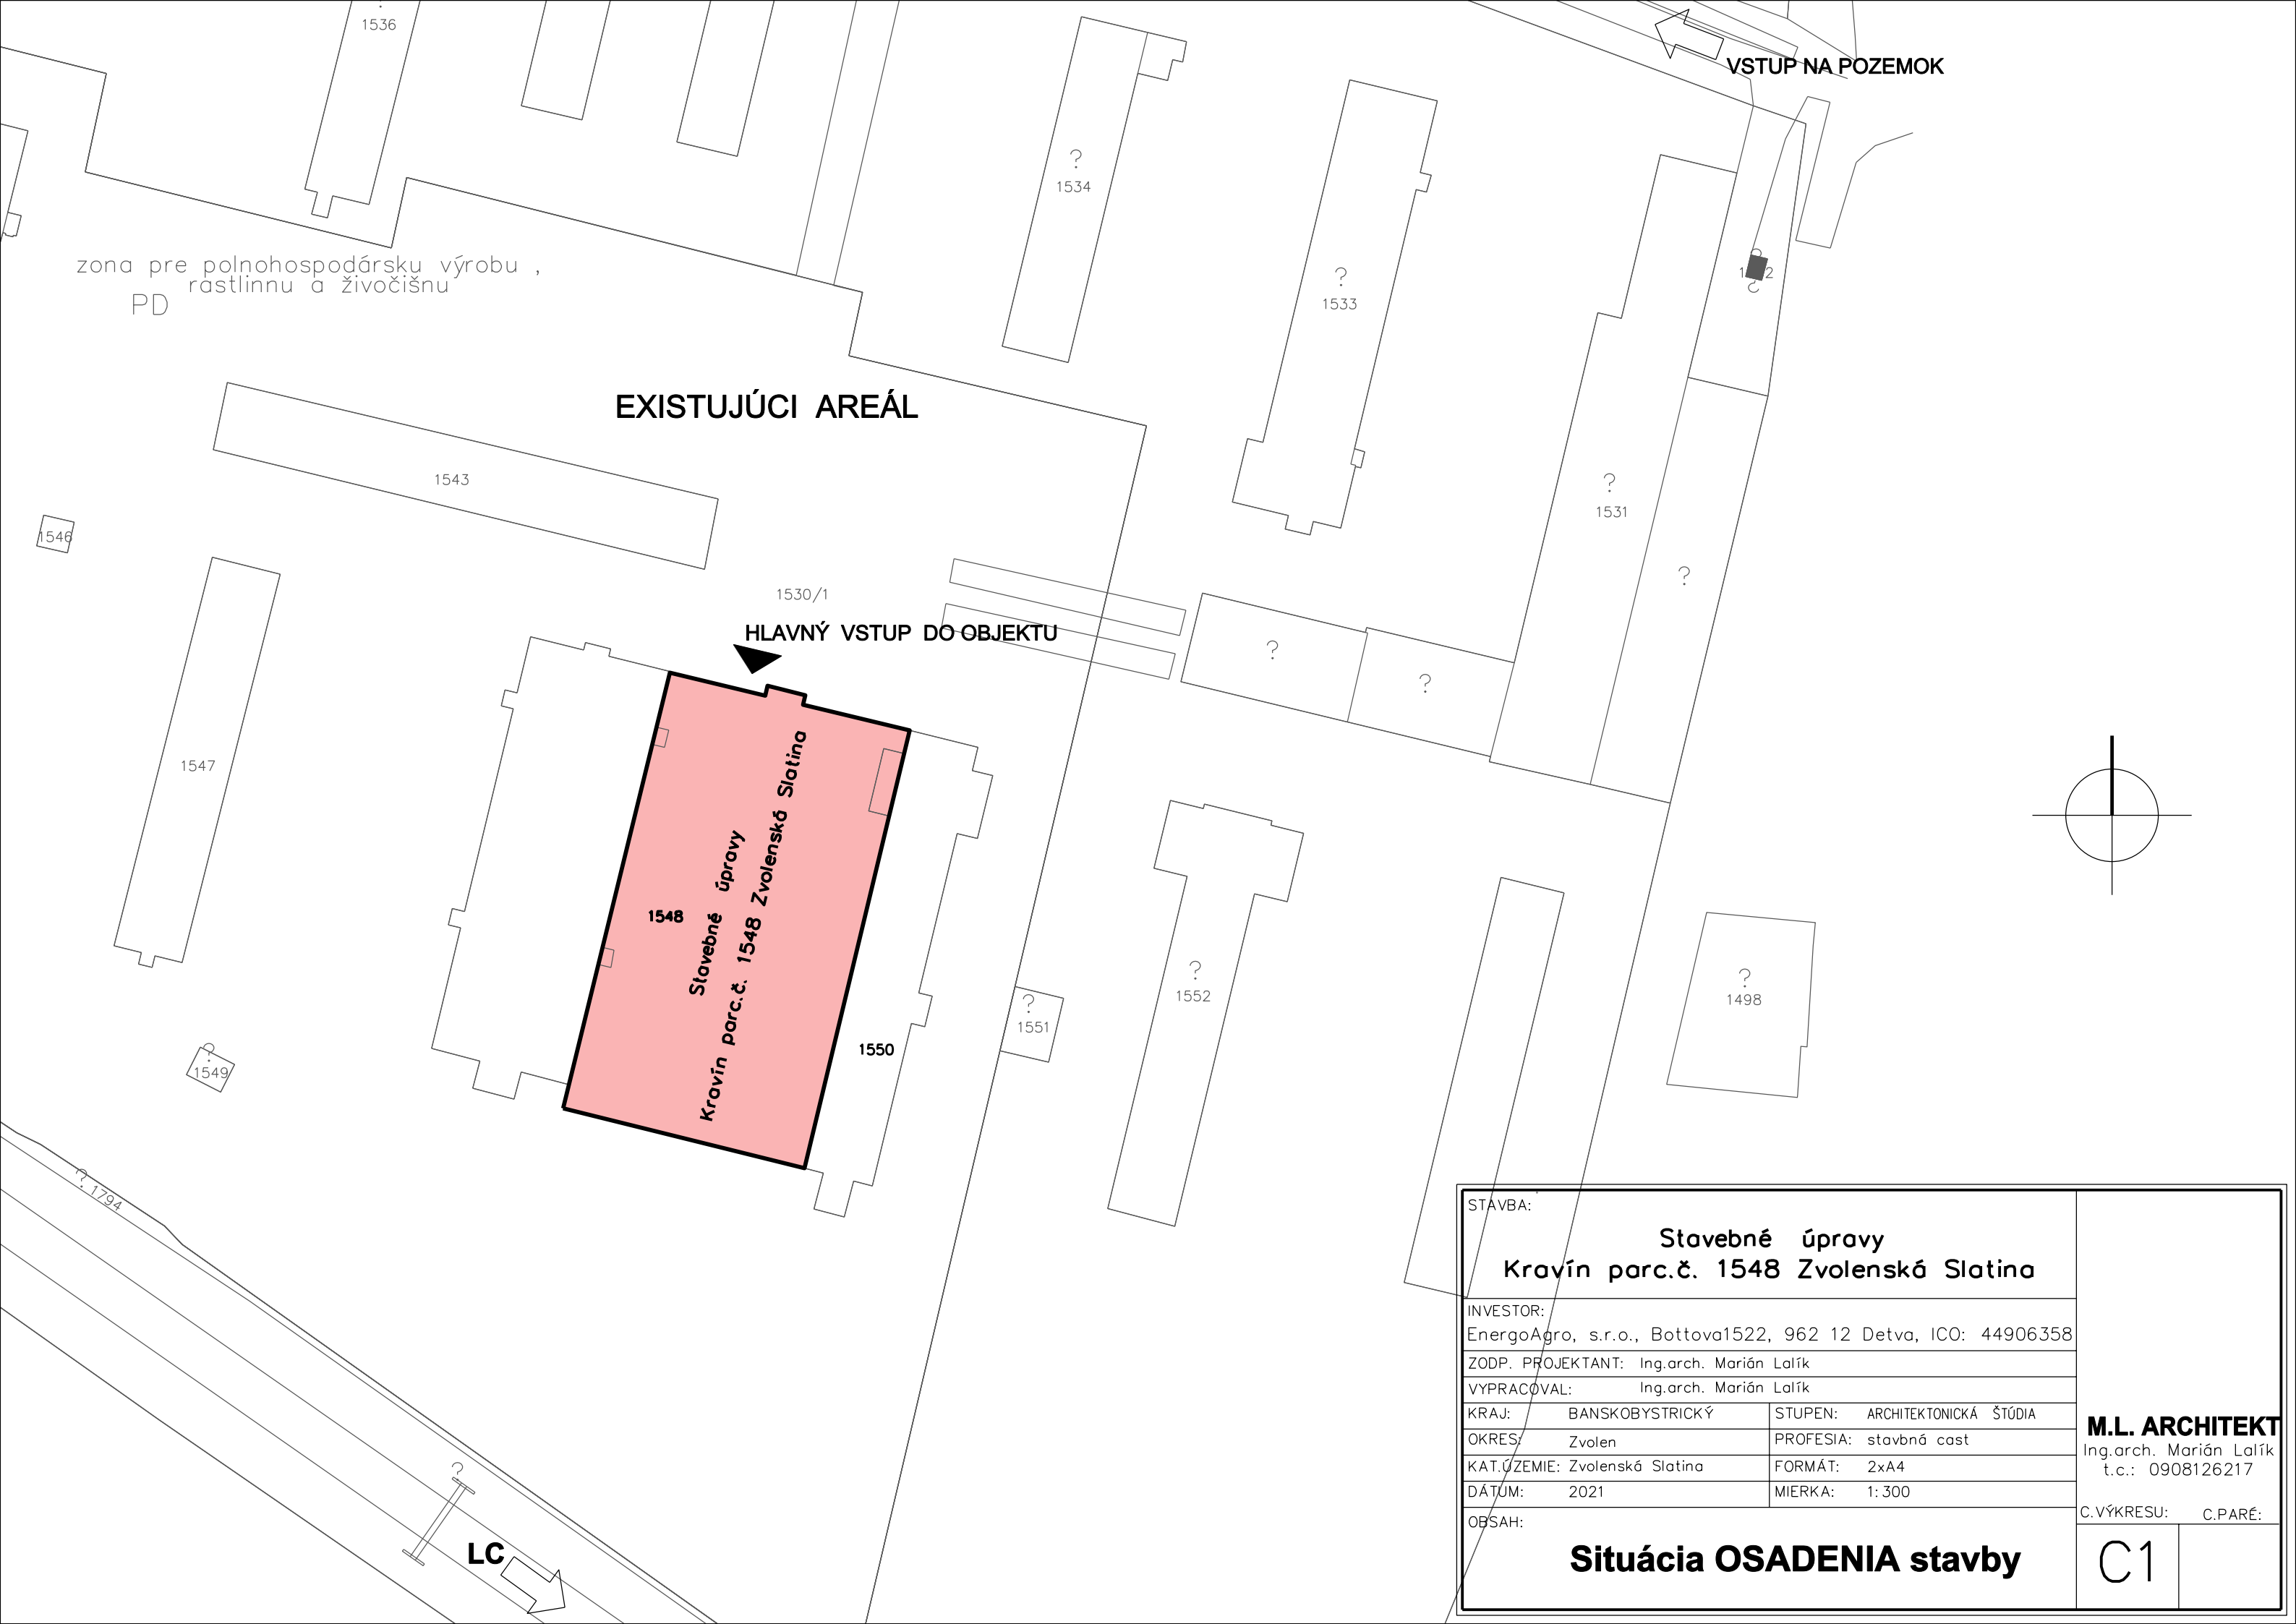 1536
VSTUP NA POZEMOK
?
1534
zona pre polnohospodársku výrobu ,
rastlinnu a živočišnu
PD
?
1533
EXISTUJÚCI AREÁL
1543
?
1531
1546
?
1530/1
HLAVNÝ VSTUP DO OBJEKTU
?
?
1547
1548
Stavebné úpravy
Kravín parc.č. 1548 Zvolenská Slatina
1550
?
1549
?
1551
?
1552
?
1498
? 1794
?
LC
STAVBA:
Stavebné úpravy
Kravín parc.č. 1548 Zvolenská Slatina
INVESTOR:
EnergoAgro, s.r.o., Bottova1522, 962 12 Detva, ICO: 44906358
ZODP. PROJEKTANT: Ing.arch. Marián Lalík
VYPRACOVAL: Ing.arch. Marián Lalík
KRAJ: BANSKOBYSTRICKÝ STUPEN: ARCHITEKTONICKÁ ŠTÚDIA
OKRES: Zvolen PROFESIA: stavbná cast
KAT.ÚZEMIE: Zvolenská Slatina FORMÁT: 2xA4
DÁTUM: 2021 MIERKA: 1:300
OBSAH:
Situácia OSADENIA stavby
M.L. ARCHITEKT
Ing.arch. Marián Lalík
t.c.: 0908126217
C.VÝKRESU: C.PARÉ:
C1